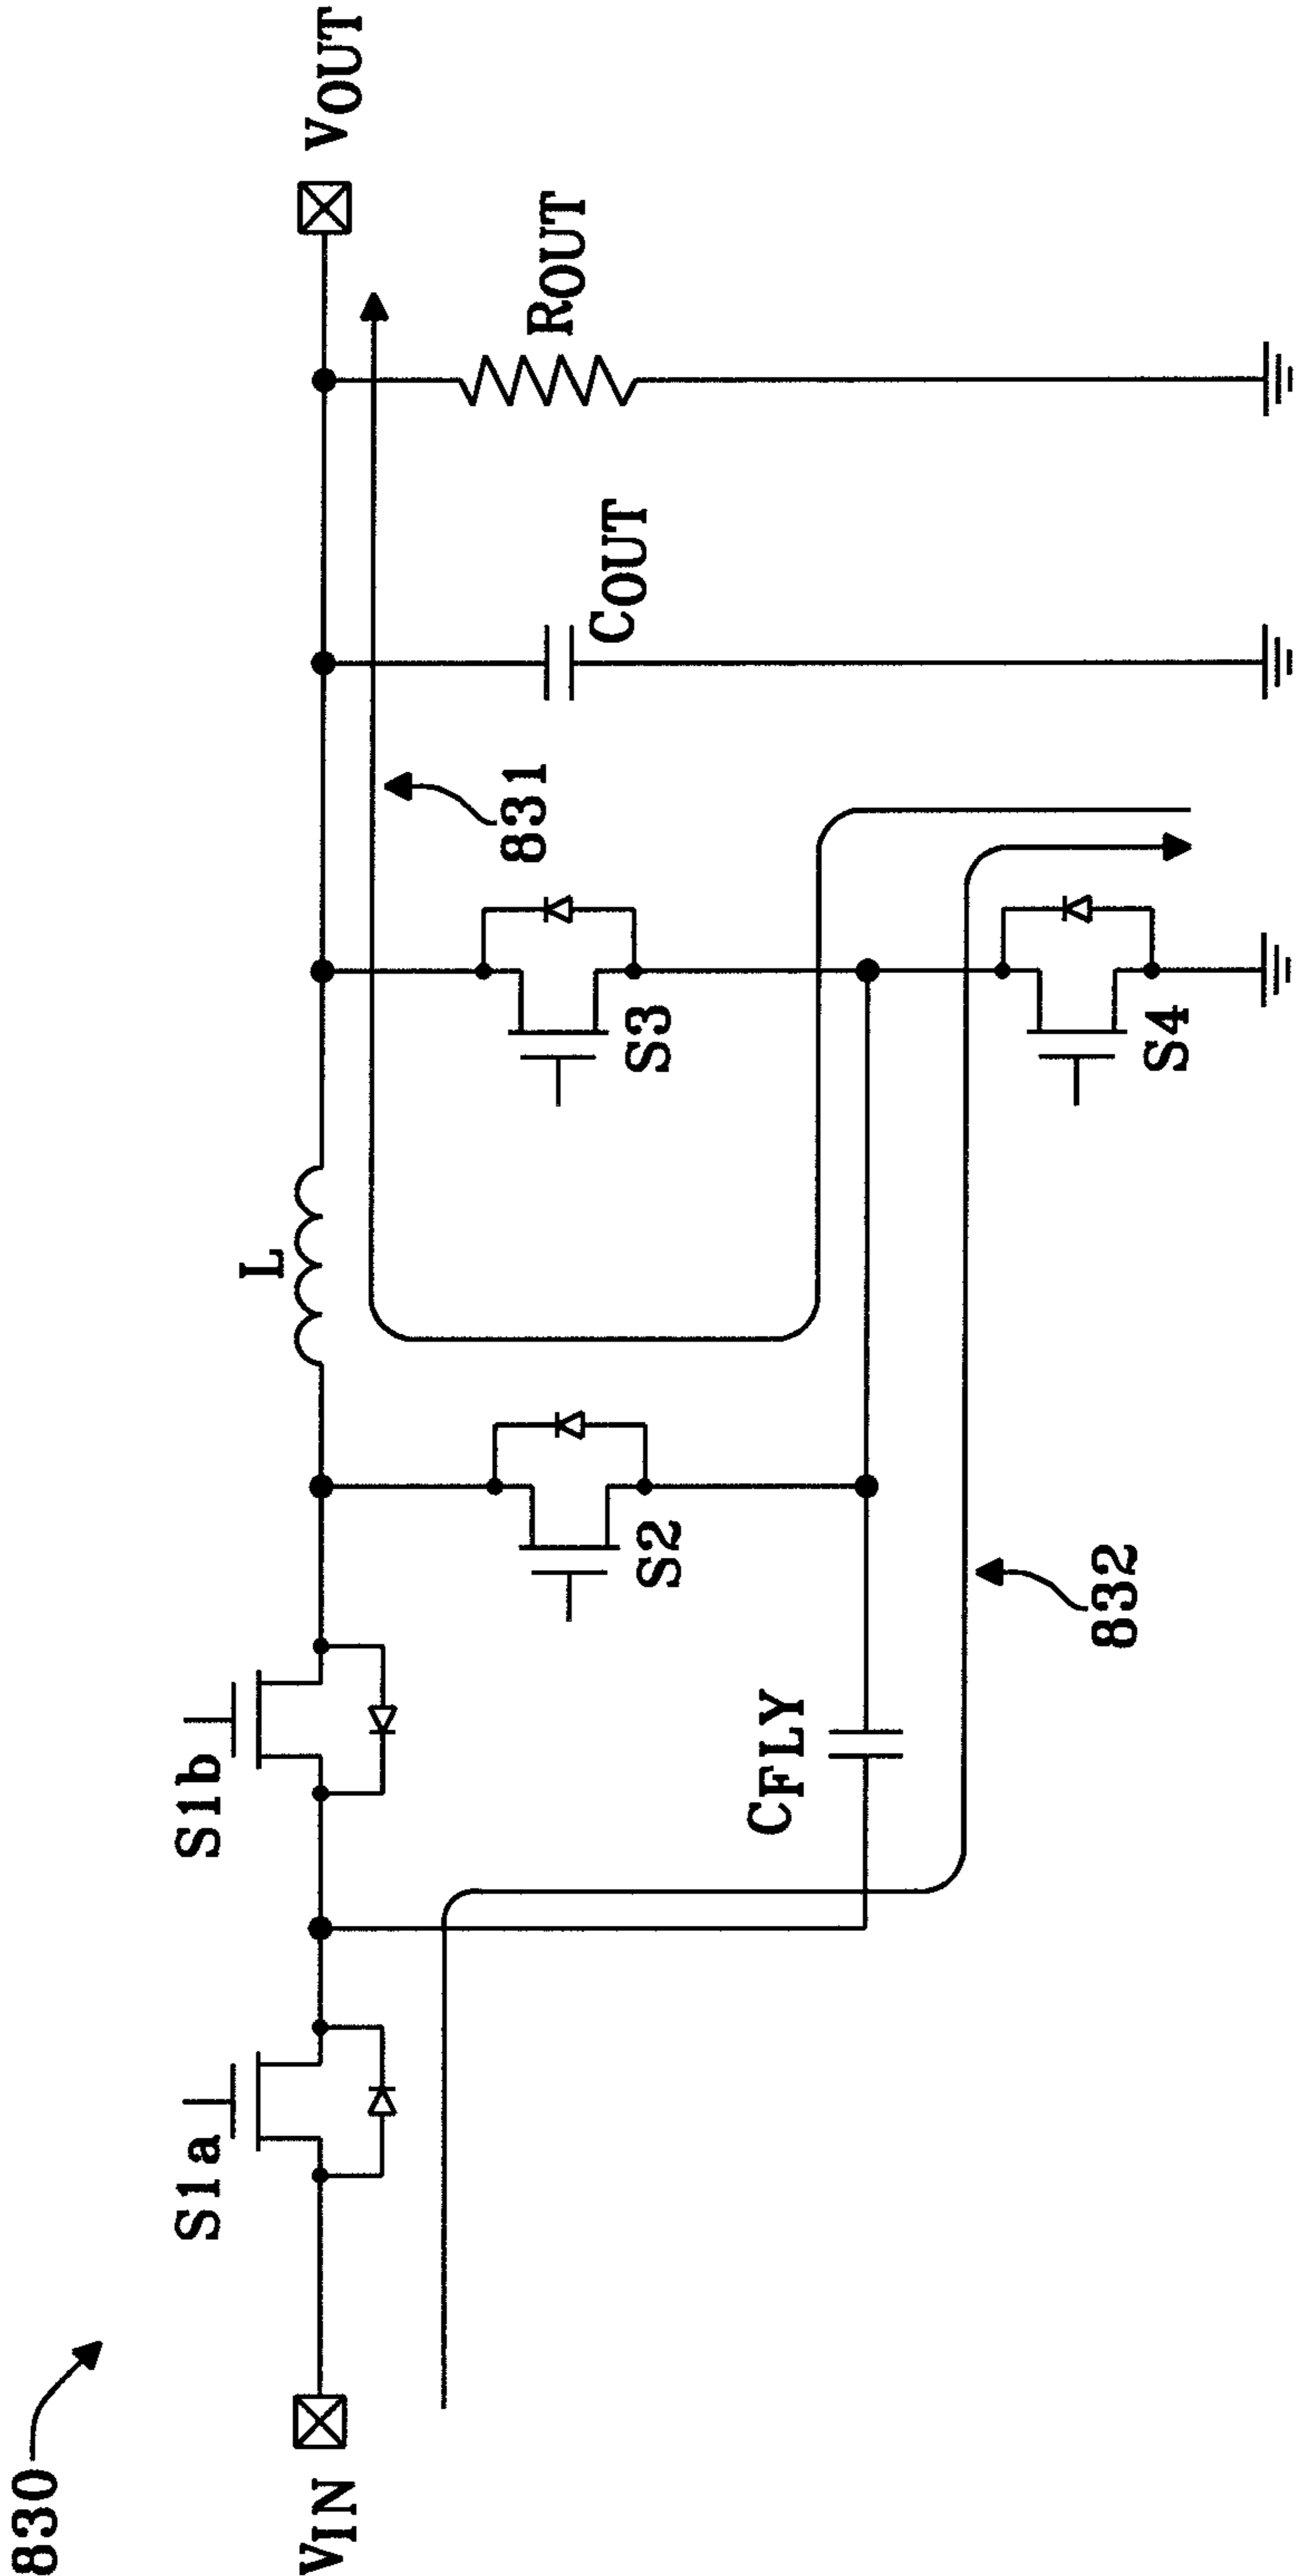 830
VIN
S1a
S1b
L
VOUT
S2
S3
CFLY
831
COUT
ROUT
832
S4